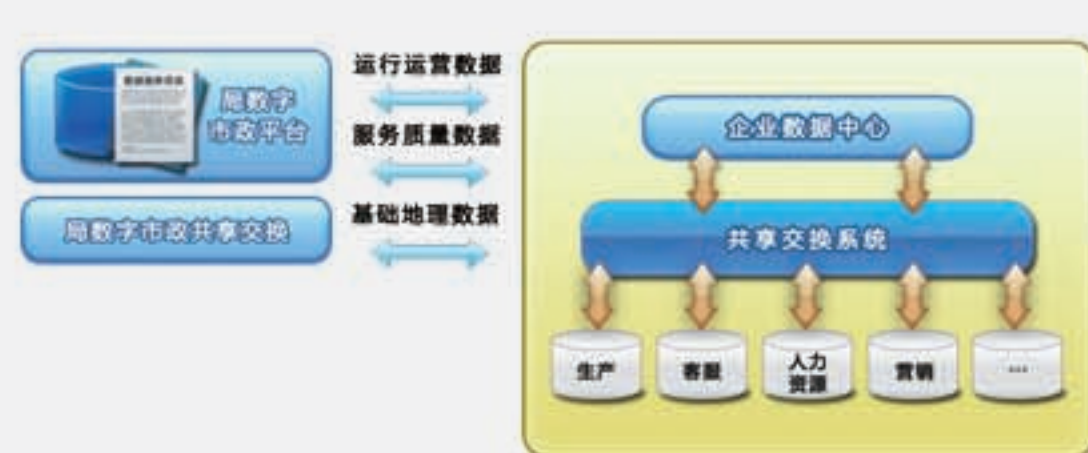 局数字
市政平台
局数字市政共享交换
运行运营数据
服务质量数据
基础地理数据
企业数据中心
共享交换系统
生产
客服
人力
资源
营销
...